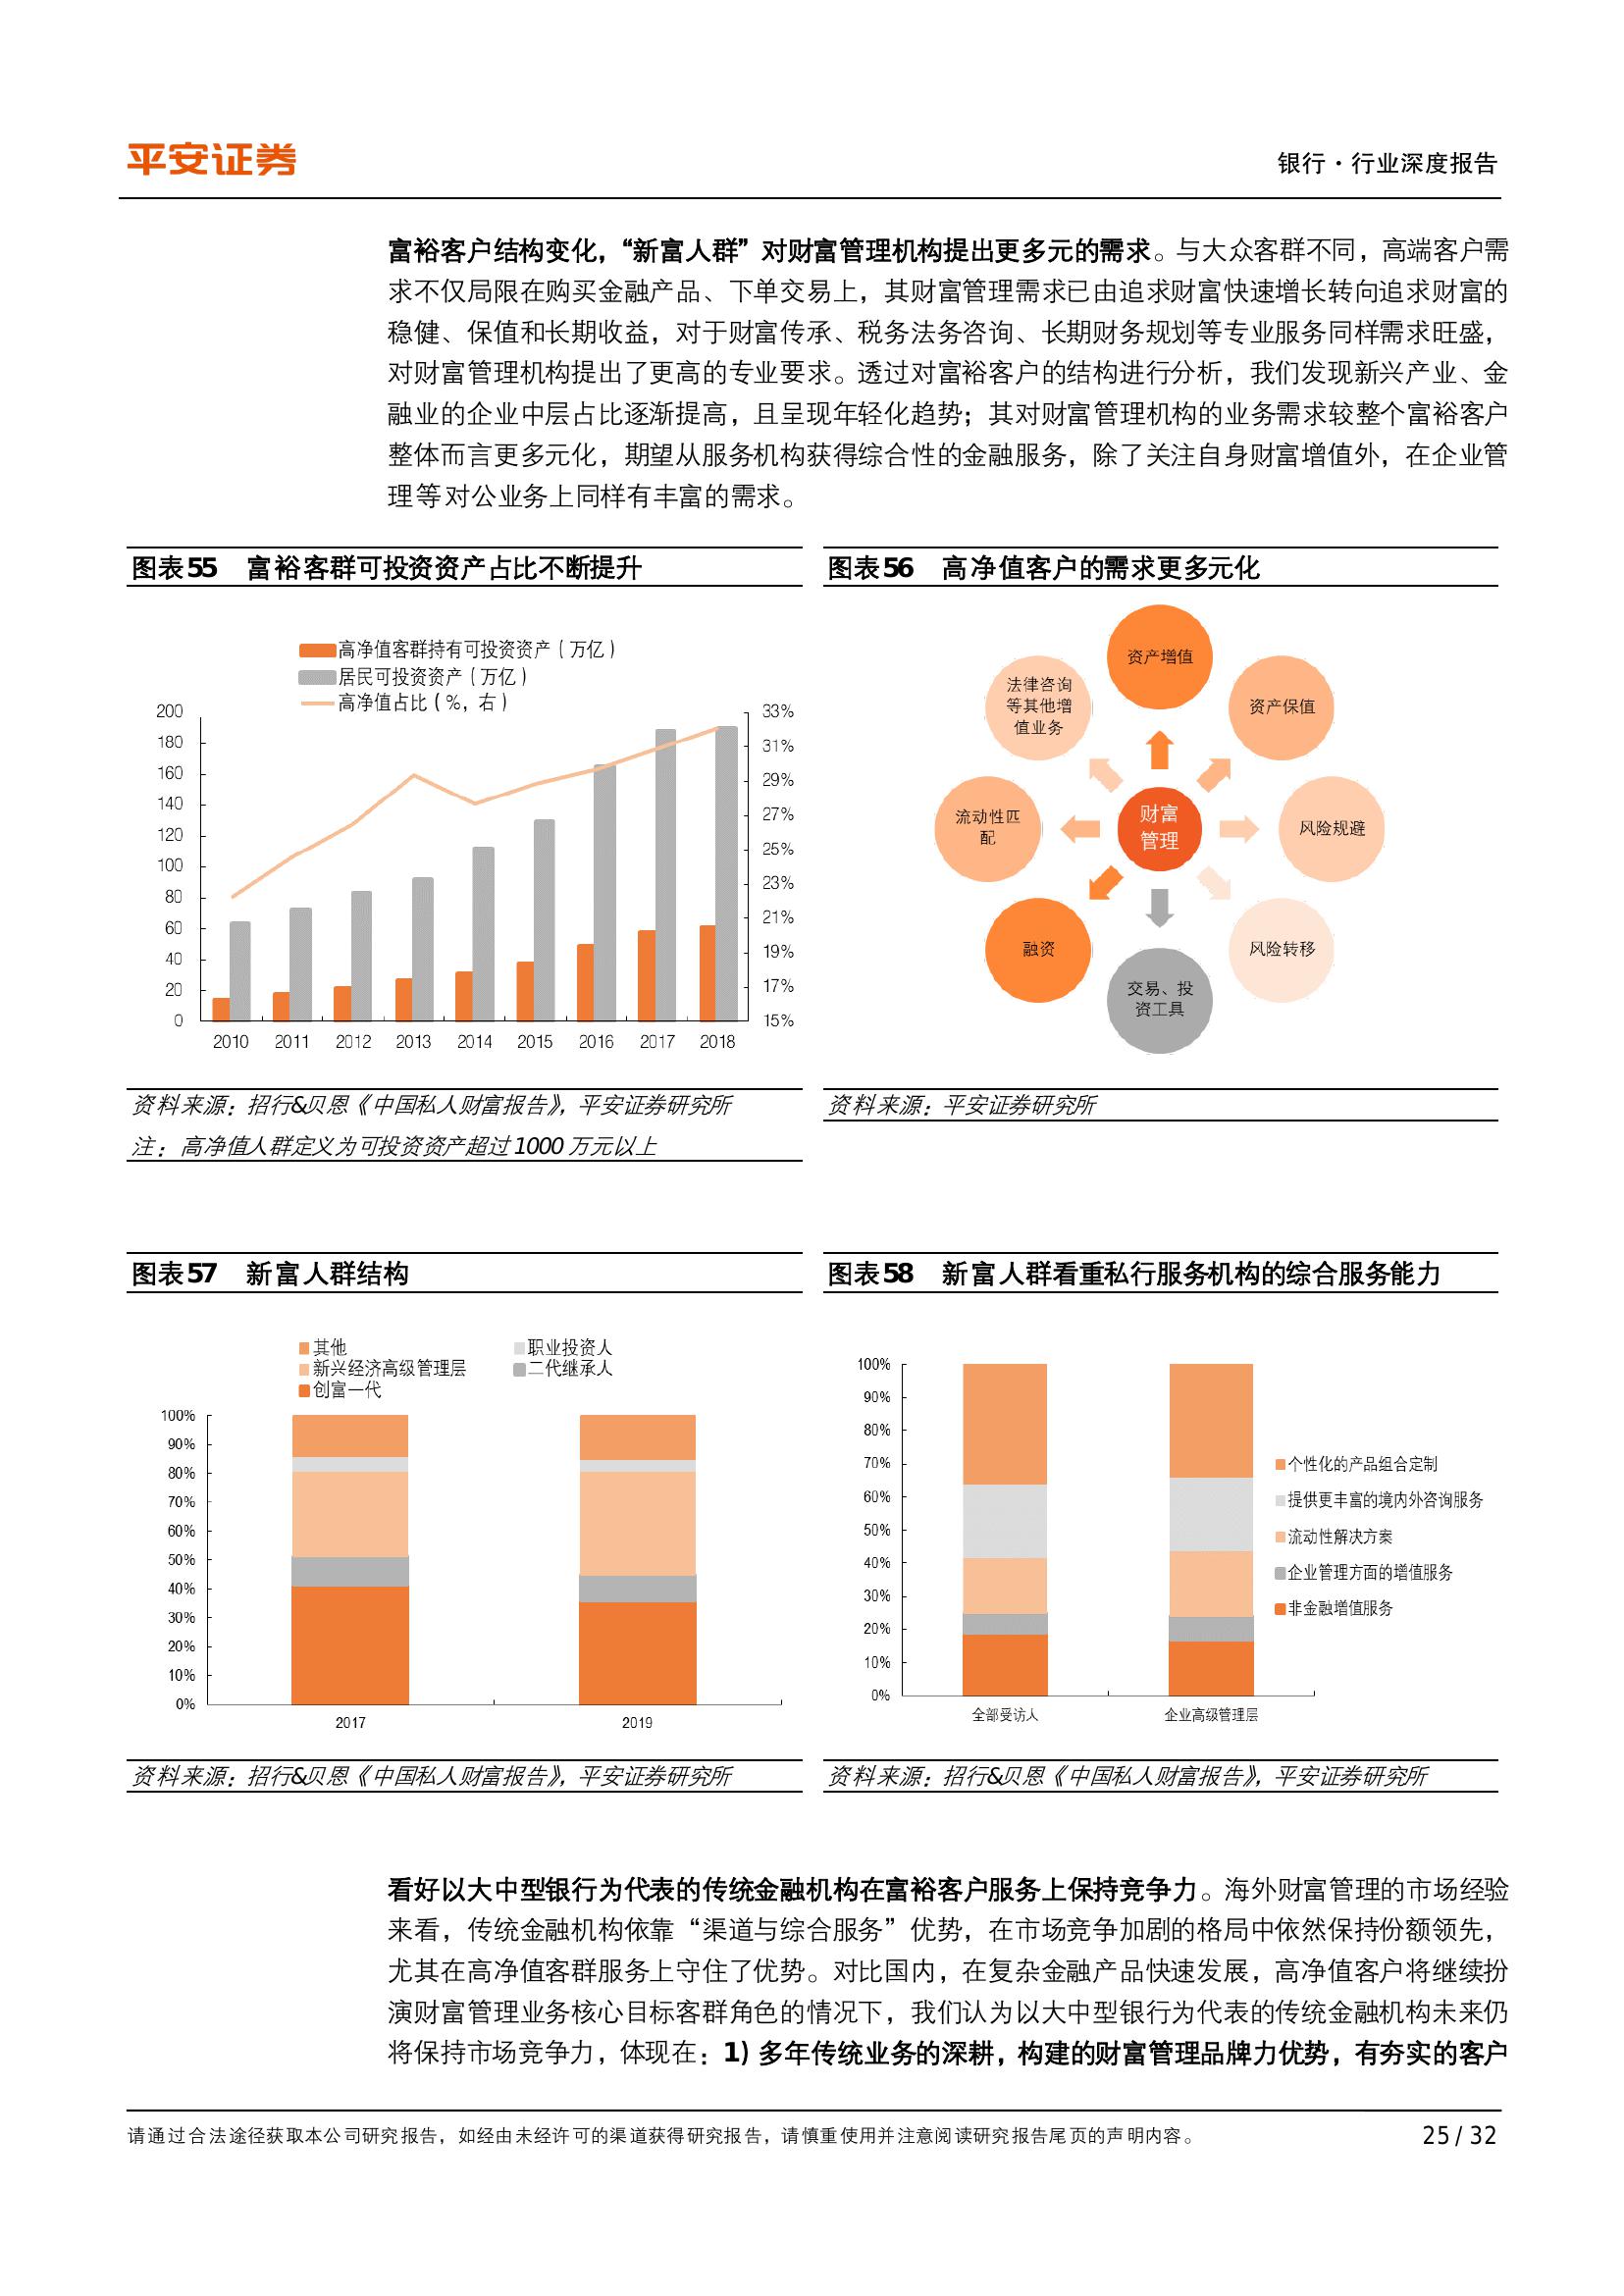 平安证券
银行·行业深度报告
富裕客户结构变化，“新富人群”对财富管理机构提出更多元的需求。与大众客群不同，高端客户需
求不仅局限在购买金融产品、下单交易上，其财富管理需求已由追求财富快速增长转向追求财富的
稳健、保值和长期收益，对于财富传承、税务法务咨询、长期财务规划等专业服务同样需求旺盛，
对财富管理机构提出了更高的专业要求。透过对富裕客户的结构进行分析，我们发现新兴产业、金
融业的企业中层占比逐渐提高，且呈现年轻化趋势；其对财富管理机构的业务需求较整个富裕客户
整体而言更多元化，期望从服务机构获得综合性的金融服务，除了关注自身财富增值外，在企业管
理等对公业务上同样有丰富的需求。
图表55 富裕客群可投资资产占比不断提升
高净值客群持有可投资资产（万亿）
居民可投资资产（万亿）
高净值占比（%，右）
200
180
160
140
120
100
80
60
40
20
0
33%
31%
29%
27%
25%
23%
21%
19%
17%
15%
2010 2011 2012 2013 2014 2015 2016 2017 2018
资料来源：招行&贝恩《中国私人财富报告》，平安证券研究所
注：高净值人群定义为可投资资产超过1000万元以上
图表56 高净值客户的需求更多元化
资产增值
资产保值
风险规避
风险转移
交易、投
资工具
融资
流动性匹
配
法律咨询
等其他增
值业务
财富
管理
资料来源：平安证券研究所
图表57 新富人群结构
其他 职业投资人
新兴经济高级管理层 二代继承人
创富一代
100%
90%
80%
70%
60%
50%
40%
30%
20%
10%
0%
2017 2019
资料来源：招行&贝恩《中国私人财富报告》，平安证券研究所
图表58 新富人群看重私行服务机构的综合服务能力
100%
90%
80%
70%
60%
50%
40%
30%
20%
10%
0%
全部受访人 企业高级管理层
个性化的产品组合定制
提供更丰富的境内外咨询服务
流动性解决方案
企业管理方面的增值服务
非金融增值服务
资料来源：招行&贝恩《中国私人财富报告》，平安证券研究所
看好以大中型银行为代表的传统金融机构在富裕客户服务上保持竞争力。海外财富管理的市场经验
来看，传统金融机构依靠“渠道与综合服务”优势，在市场竞争加剧的格局中依然保持份额领先，
尤其在高净值客群服务上守住了优势。对比国内，在复杂金融产品快速发展，高净值客户将继续扮
演财富管理业务核心目标客群角色的情况下，我们认为以大中型银行为代表的传统金融机构未来仍
将保持市场竞争力，体现在：1）多年传统业务的深耕，构建的财富管理品牌力优势，有夯实的客户
请通过合法途径获取本公司研究报告，如经由未经许可的渠道获得研究报告，请慎重使用并注意阅读研究报告尾页的声明内容。
25 / 32